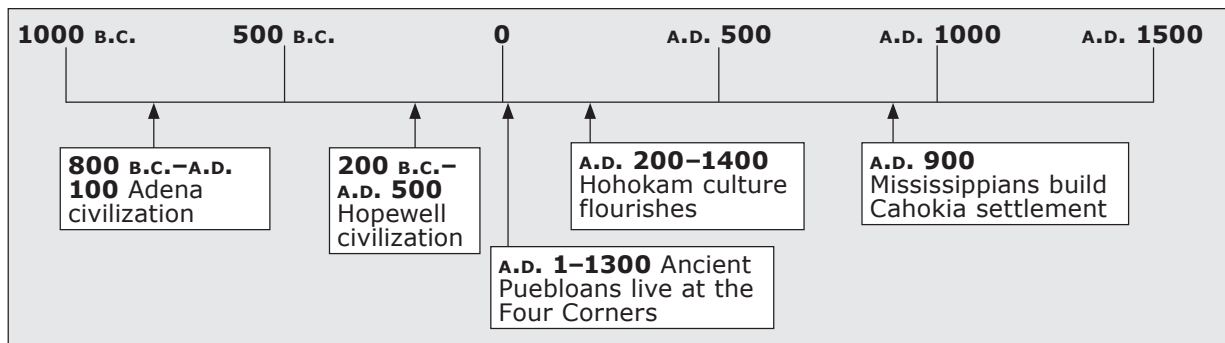 1000 B.C. 500 B.C. 0 A.D. 500 A.D. 1000 A.D. 1500
800 B.C.–A.D.
100 Adena
civilization
200 B.C.–
A.D. 500
Hopewell
civilization
A.D. 1–1300 Ancient
Puebloans live at the
Four Corners
A.D. 200–1400
Hohokam culture
flourishes
A.D. 900
Mississippians build
Cahokia settlement